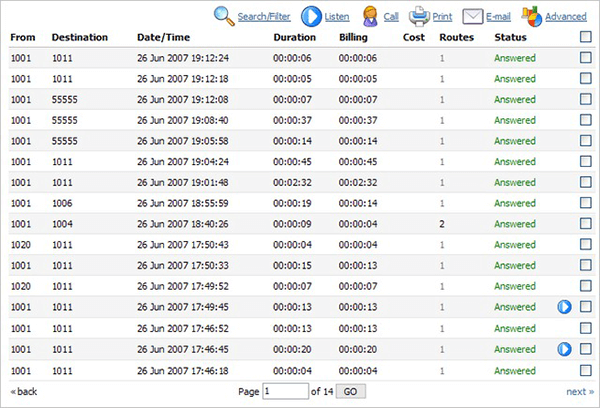 Search/Filter Listen Call Print E-mail Advanced
From Destination Date/Time Duration Billing Cost Routes Status
1001 1011 26 Jun 2007 19:12:24 00:00:06 00:00:06 1 Answered
1001 1011 26 Jun 2007 19:12:18 00:00:05 00:00:05 1 Answered
1001 55555 26 Jun 2007 19:12:08 00:00:07 00:00:07 1 Answered
1001 55555 26 Jun 2007 19:08:40 00:00:37 00:00:37 1 Answered
1001 55555 26 Jun 2007 19:05:58 00:00:14 00:00:14 1 Answered
1001 1011 26 Jun 2007 19:04:24 00:00:45 00:00:45 1 Answered
1001 1011 26 Jun 2007 19:01:48 00:02:32 00:02:32 1 Answered
1001 1006 26 Jun 2007 18:55:59 00:00:19 00:00:14 1 Answered
1001 1004 26 Jun 2007 18:40:26 00:00:09 00:00:04 2 Answered
1020 1011 26 Jun 2007 17:50:43 00:00:04 00:00:04 1 Answered
1001 1011 26 Jun 2007 17:50:33 00:00:15 00:00:13 1 Answered
1020 1011 26 Jun 2007 17:49:52 00:00:07 00:00:07 1 Answered
1001 1011 26 Jun 2007 17:49:45 00:00:13 00:00:13 1 Answered
1001 1011 26 Jun 2007 17:46:52 00:00:13 00:00:13 1 Answered
1001 1011 26 Jun 2007 17:46:45 00:00:20 00:00:20 1 Answered
1001 1011 26 Jun 2007 17:46:18 00:00:04 00:00:04 1 Answered
« back Page 1 of 14 GO next »